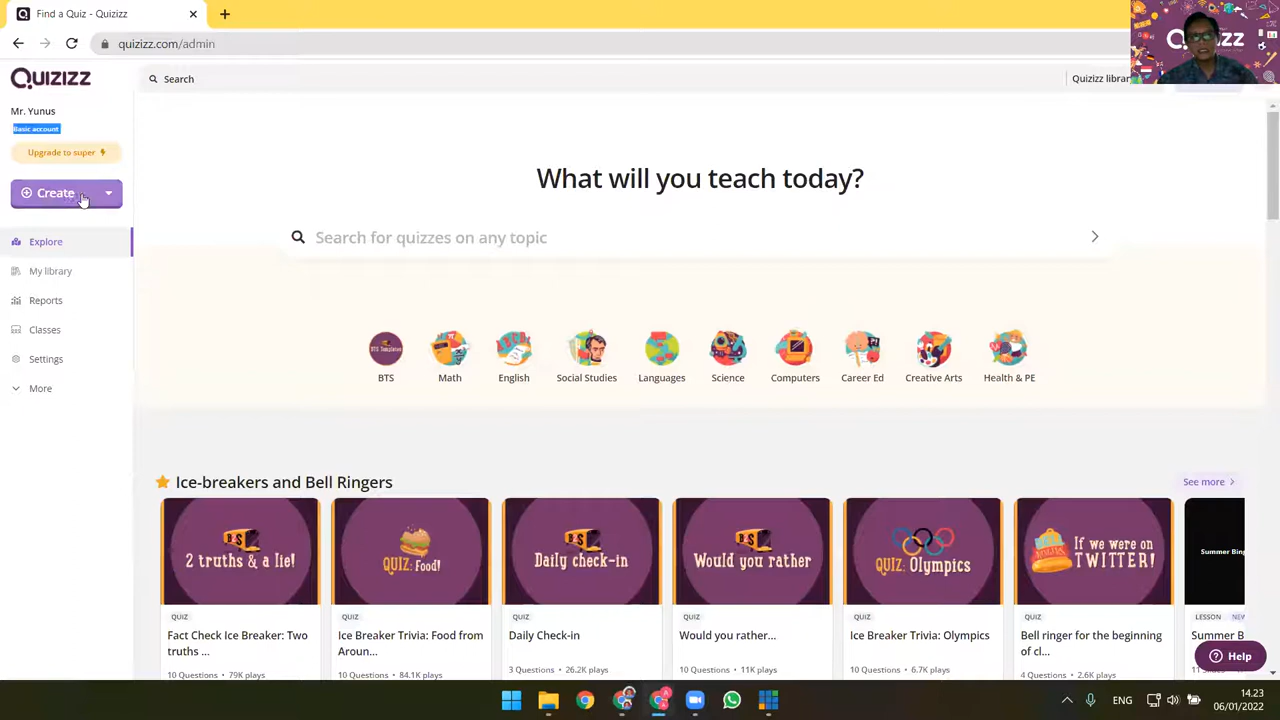 Find a Quiz - Quizizz
quizizz.com/admin
QUIZIZZ
QUIZIZZ
Search
Quizizz library
Mr. Yunus
Basic account
Upgrade to super
Create
Explore
My library
Reports
Classes
Settings
More
What will you teach today?
Search for quizzes on any topic
BTS Templates
BTS
Math
English
Social Studies
Languages
Science
Computers
Career Ed
Creative Arts
Health & PE
Ice-breakers and Bell Ringers
See more
2 truths & a lie!
QUIZ: Food!
Daily check-in
Would you rather
QUIZ: Olympics
If we were on
TWITTER!
Summer Bing
QUIZ
QUIZ
QUIZ
QUIZ
QUIZ
QUIZ
LESSON NEW
Fact Check Ice Breaker: Two
truths ...
Ice Breaker Trivia: Food from
Aroun...
Daily Check-in
Would you rather...
Ice Breaker Trivia: Olympics
Bell ringer for the beginning
of cl...
Summer B
10 Questions • 79K plays
10 Questions • 84.1K plays
3 Questions • 26.2K plays
10 Questions • 11K plays
10 Questions • 6.7K plays
4 Questions • 2.6K plays
Help
ENG
14.23
06/01/2022